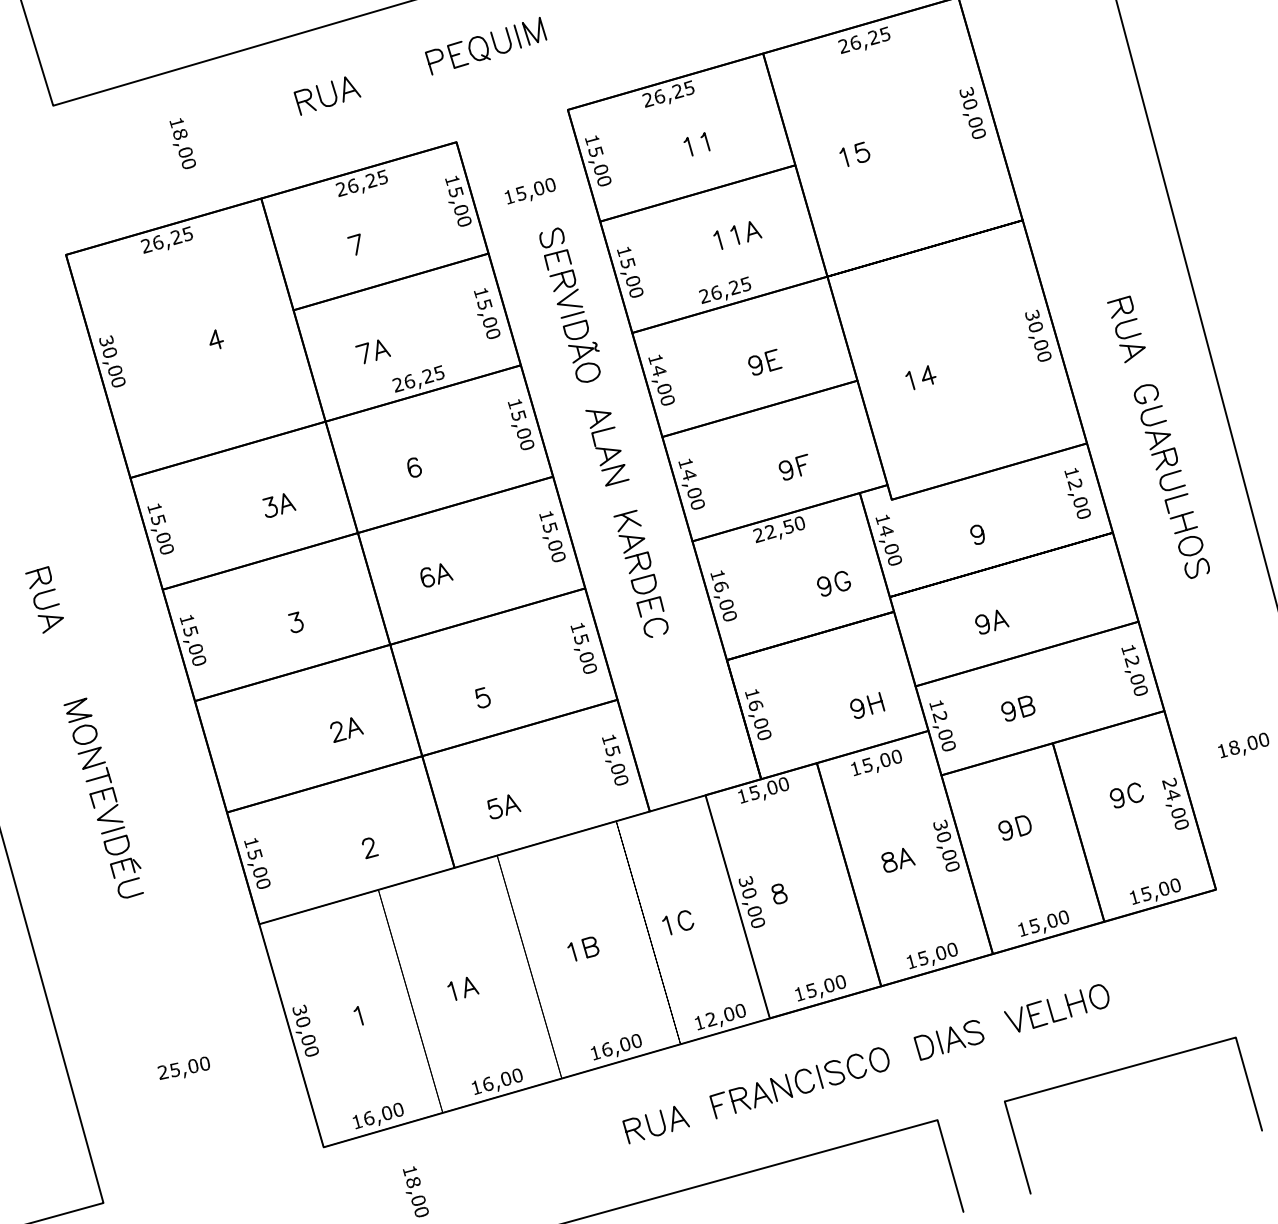 RUA PEQUIM
18,00
26,25
26,25
15,00
11
15
30,00
26,25
26,25
15,00
7
15,00
SERVIDÃO ALAN KARDEC
4
30,00
15,00
11A
26,25
14
30,00
RUA GUARULHOS
7A
15,00
26,25
14,00
9E
6
15,00
14,00
9F
3A
15,00
22,50
14,00
9
12,00
6A
15,00
16,00
9G
9A
RUA MONTEVIDÉU
3
15,00
5
15,00
16,00
9H
12,00
9B
12,00
18,00
2A
5A
15,00
15,00
15,00
2
15,00
8
30,00
8A
30,00
9D
9C
24,00
1
30,00
1A
1B
1C
16,00
16,00
16,00
12,00
15,00
15,00
15,00
15,00
25,00
RUA FRANCISCO DIAS VELHO
18,00